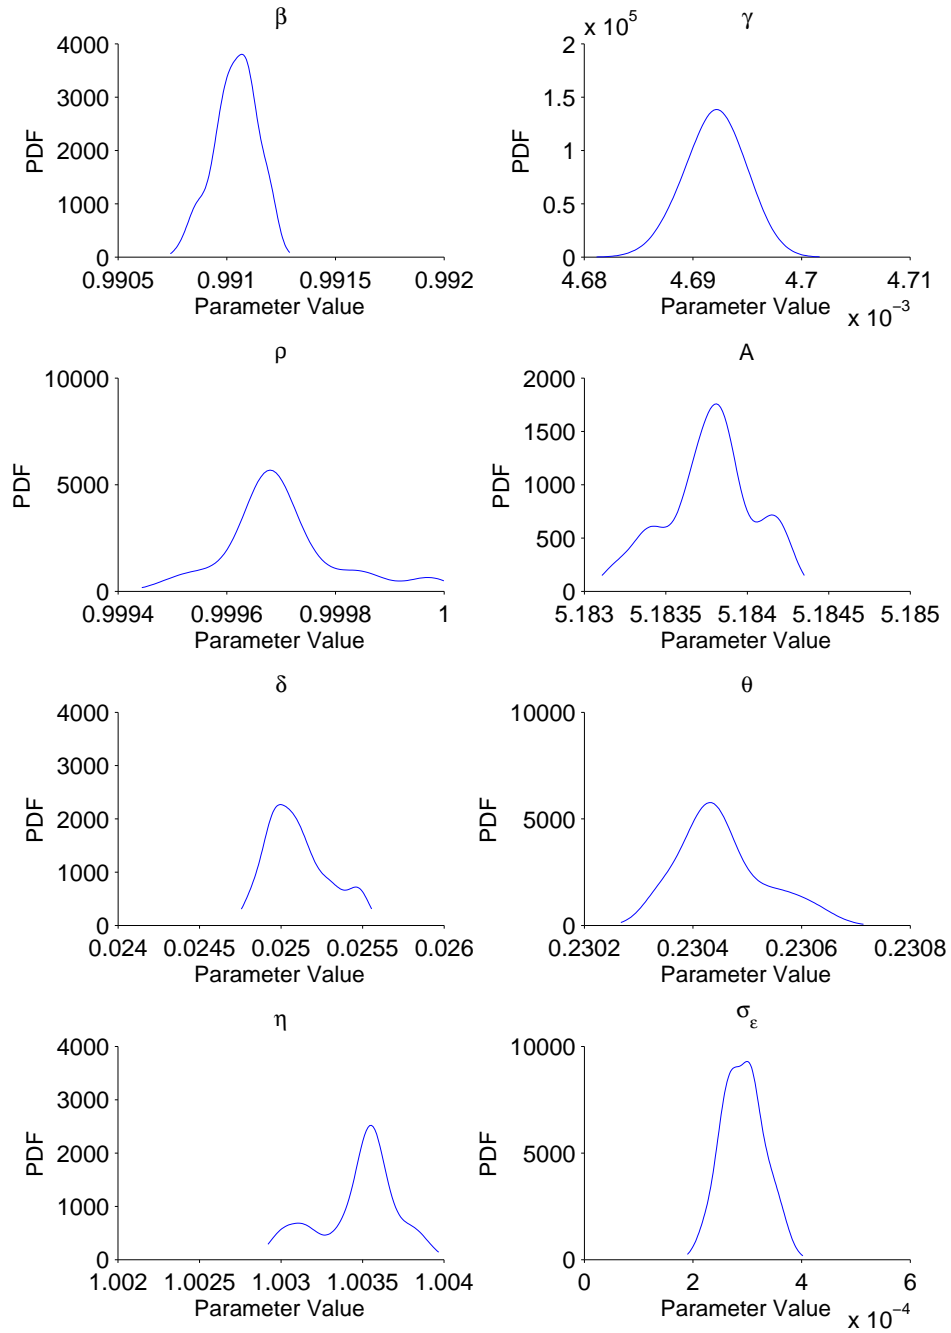 β
4000
3000
2000
1000
0
PDF
0.9905 0.991 0.9915 0.992
Parameter Value
γ
x 10^5
2
1.5
1
0.5
0
PDF
4.68 4.69 4.7 4.71
Parameter Value
x 10^−3
ρ
10000
5000
0
PDF
0.9994 0.9996 0.9998 1
Parameter Value
A
2000
1500
1000
500
0
PDF
5.183 5.1835 5.184 5.1845 5.185
Parameter Value
δ
4000
3000
2000
1000
0
PDF
0.024 0.0245 0.025 0.0255 0.026
Parameter Value
θ
10000
5000
0
PDF
0.2302 0.2304 0.2306 0.2308
Parameter Value
η
4000
3000
2000
1000
0
PDF
1.002 1.0025 1.003 1.0035 1.004
Parameter Value
σ_ε
10000
5000
0
PDF
0 2 4 6
Parameter Value
x 10^−4